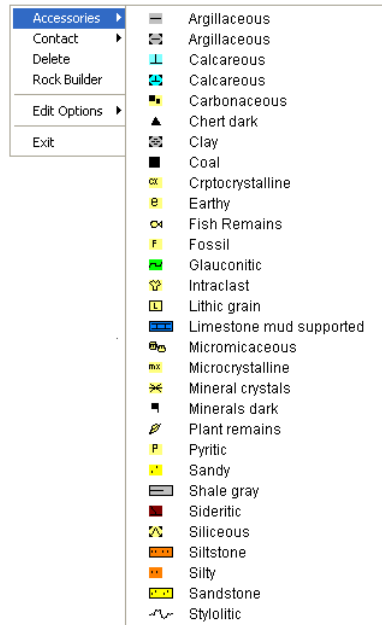 Accessories
Contact
Delete
Rock Builder
Edit Options
Exit
Argillaceous
Argillaceous
Calcareous
Calcareous
Carbonaceous
Chert dark
Clay
Coal
cx Crptocrystalline
e Earthy
Fish Remains
F Fossil
Glauconitic
Intraclast
L Lithic grain
Limestone mud supported
Micromicaceous
mx Microcrystalline
Mineral crystals
Minerals dark
Plant remains
P Pyritic
Sandy
Shale gray
Sideritic
Siliceous
Siltstone
Silty
Sandstone
Stylolitic